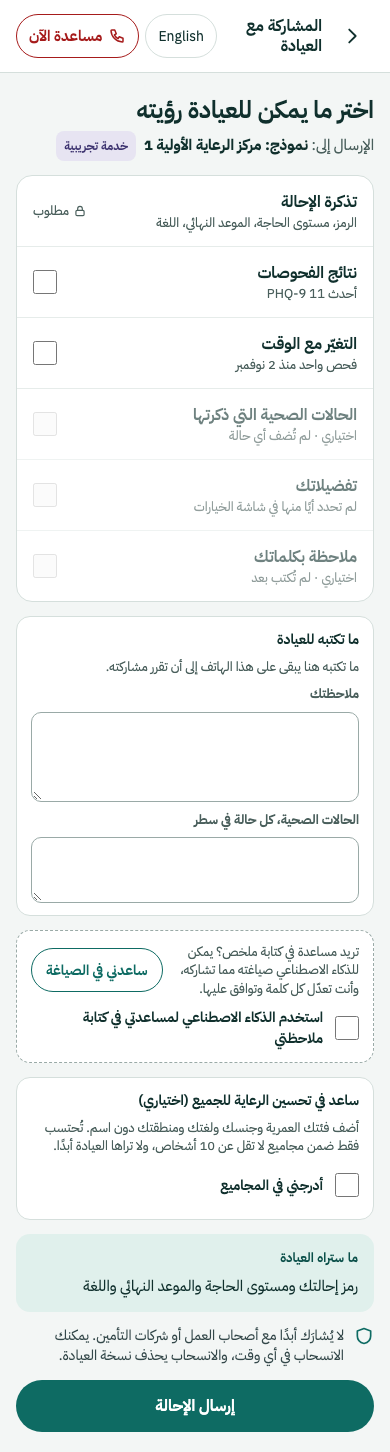 المشاركة مع
العيادة
English
مساعدة الآن
اختر ما يمكن للعيادة رؤيته
الإرسال إلى: نموذج: مركز الرعاية الأولية 1 خدمة تجريبية
تذكرة الإحالة
الرمز، مستوى الحاجة، الموعد النهائي، اللغة
مطلوب
نتائج الفحوصات
أحدث PHQ-9 11
التغيّر مع الوقت
فحص واحد منذ 2 نوفمبر
الحالات الصحية التي ذكرتها
اختياري · لم تُضف أي حالة
تفضيلاتك
لم تحدد أيًا منها في شاشة الخيارات
ملاحظة بكلماتك
اختياري · لم تُكتب بعد
ما تكتبه للعيادة
ما تكتبه هنا يبقى على هذا الهاتف إلى أن تقرر مشاركته.
ملاحظتك
الحالات الصحية، كل حالة في سطر
تريد مساعدة في كتابة ملخص؟ يمكن
للذكاء الاصطناعي صياغته مما تشاركه،
وأنت تعدّل كل كلمة وتوافق عليها.
ساعدني في الصياغة
استخدم الذكاء الاصطناعي لمساعدتي في كتابة
ملاحظتي
ساعد في تحسين الرعاية للجميع (اختياري)
أضف فئتك العمرية وجنسك ولغتك ومنطقتك دون اسم. تُحتسب
فقط ضمن مجاميع لا تقل عن 10 أشخاص، ولا تراها العيادة أبدًا.
أدرجني في المجاميع
ما ستراه العيادة
رمز إحالتك ومستوى الحاجة والموعد النهائي واللغة
لا يُشارَك أبدًا مع أصحاب العمل أو شركات التأمين. يمكنك
الانسحاب في أي وقت، والانسحاب يحذف نسخة العيادة.
إرسال الإحالة